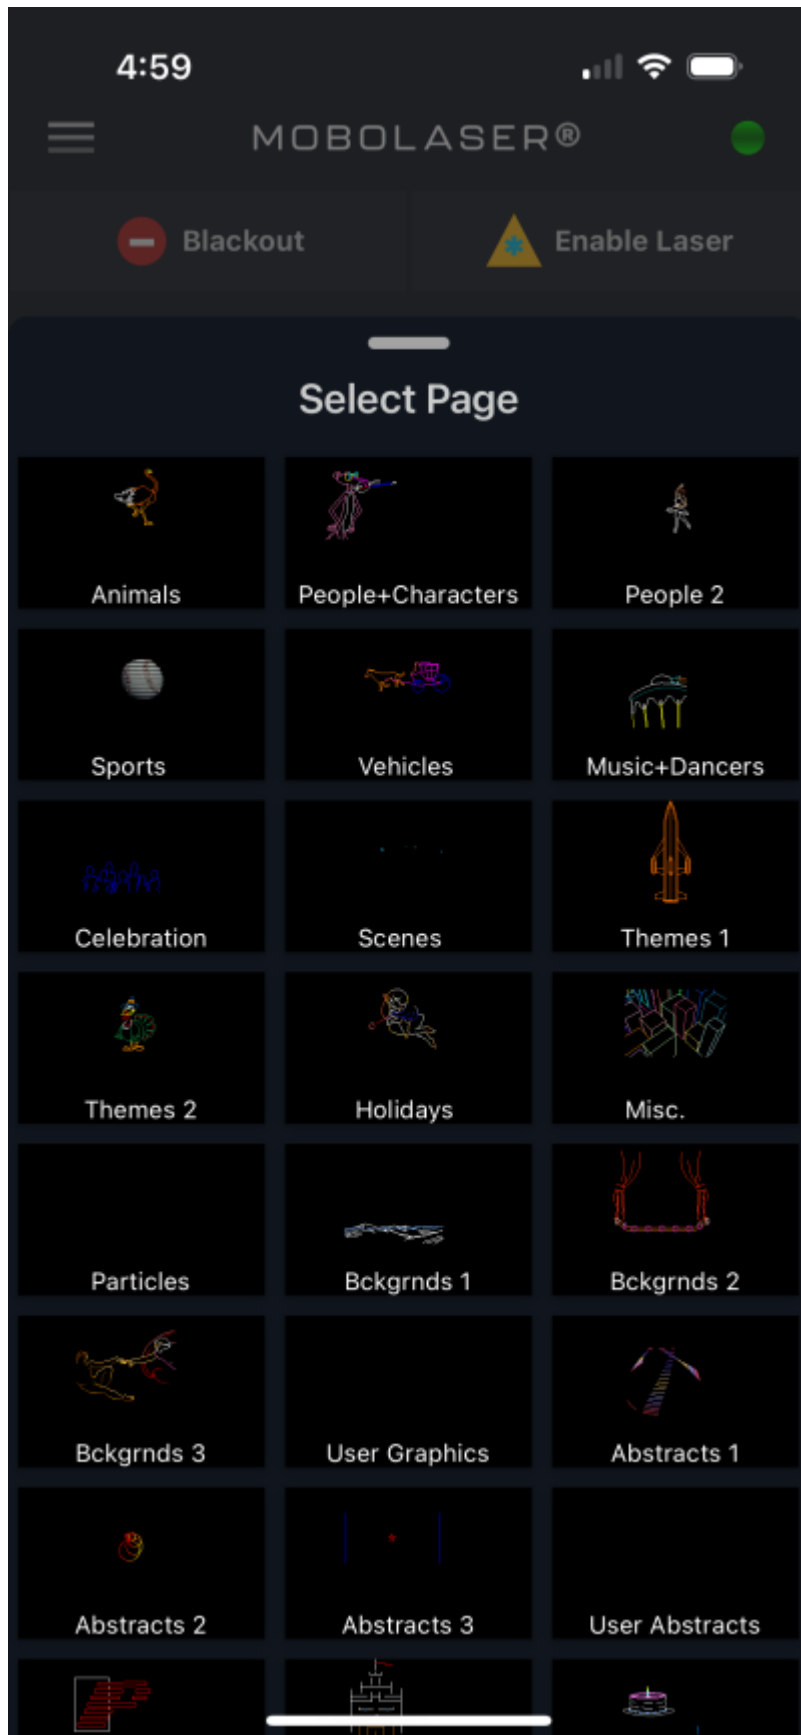 4:59
MOBOLASER®
Blackout
Enable Laser
Select Page
Animals
People+Characters
People 2
Sports
Vehicles
Music+Dancers
Celebration
Scenes
Themes 1
Themes 2
Holidays
Misc.
Particles
Bckgrnds 1
Bckgrnds 2
Bckgrnds 3
User Graphics
Abstracts 1
Abstracts 2
Abstracts 3
User Abstracts